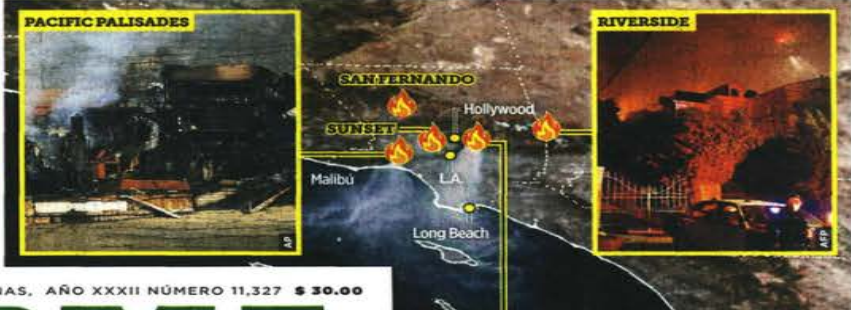 PACIFIC PALISADES
RIVERSIDE
SAN FERNANDO
Hollywood
SUNSET
Malibú
L.A.
Long Beach
AP
AFP
AÑO XXXII NÚMERO 11,327 $ 30.00